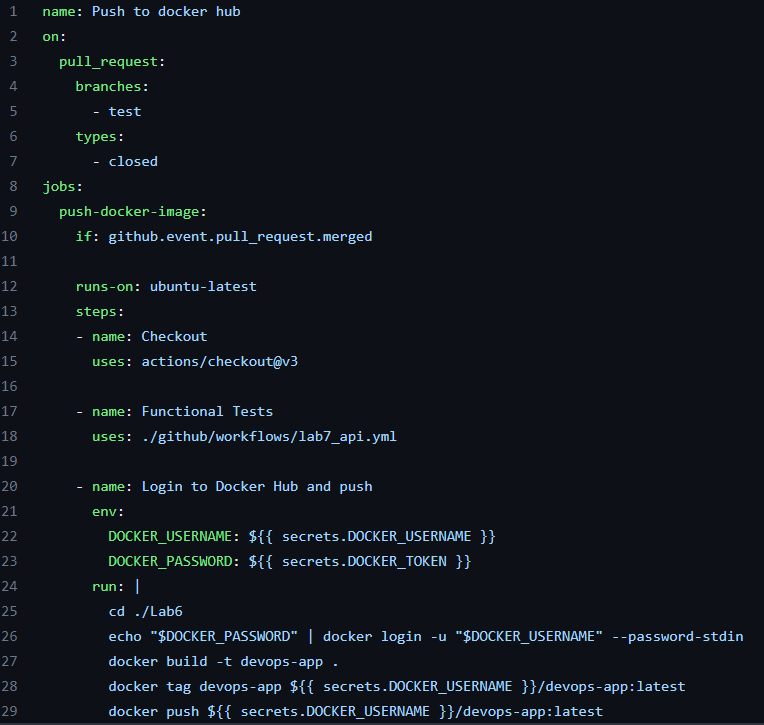 1 name: Push to docker hub
2 on:
3   pull_request:
4     branches:
5       - test
6     types:
7       - closed
8 jobs:
9   push-docker-image:
10     if: github.event.pull_request.merged
11
12     runs-on: ubuntu-latest
13     steps:
14     - name: Checkout
15       uses: actions/checkout@v3
16
17     - name: Functional Tests
18       uses: ./github/workflows/lab7_api.yml
19
20     - name: Login to Docker Hub and push
21       env:
22         DOCKER_USERNAME: ${{ secrets.DOCKER_USERNAME }}
23         DOCKER_PASSWORD: ${{ secrets.DOCKER_TOKEN }}
24       run: |
25         cd ./Lab6
26         echo "$DOCKER_PASSWORD" | docker login -u "$DOCKER_USERNAME" --password-stdin
27         docker build -t devops-app .
28         docker tag devops-app ${{ secrets.DOCKER_USERNAME }}/devops-app:latest
29         docker push ${{ secrets.DOCKER_USERNAME }}/devops-app:latest